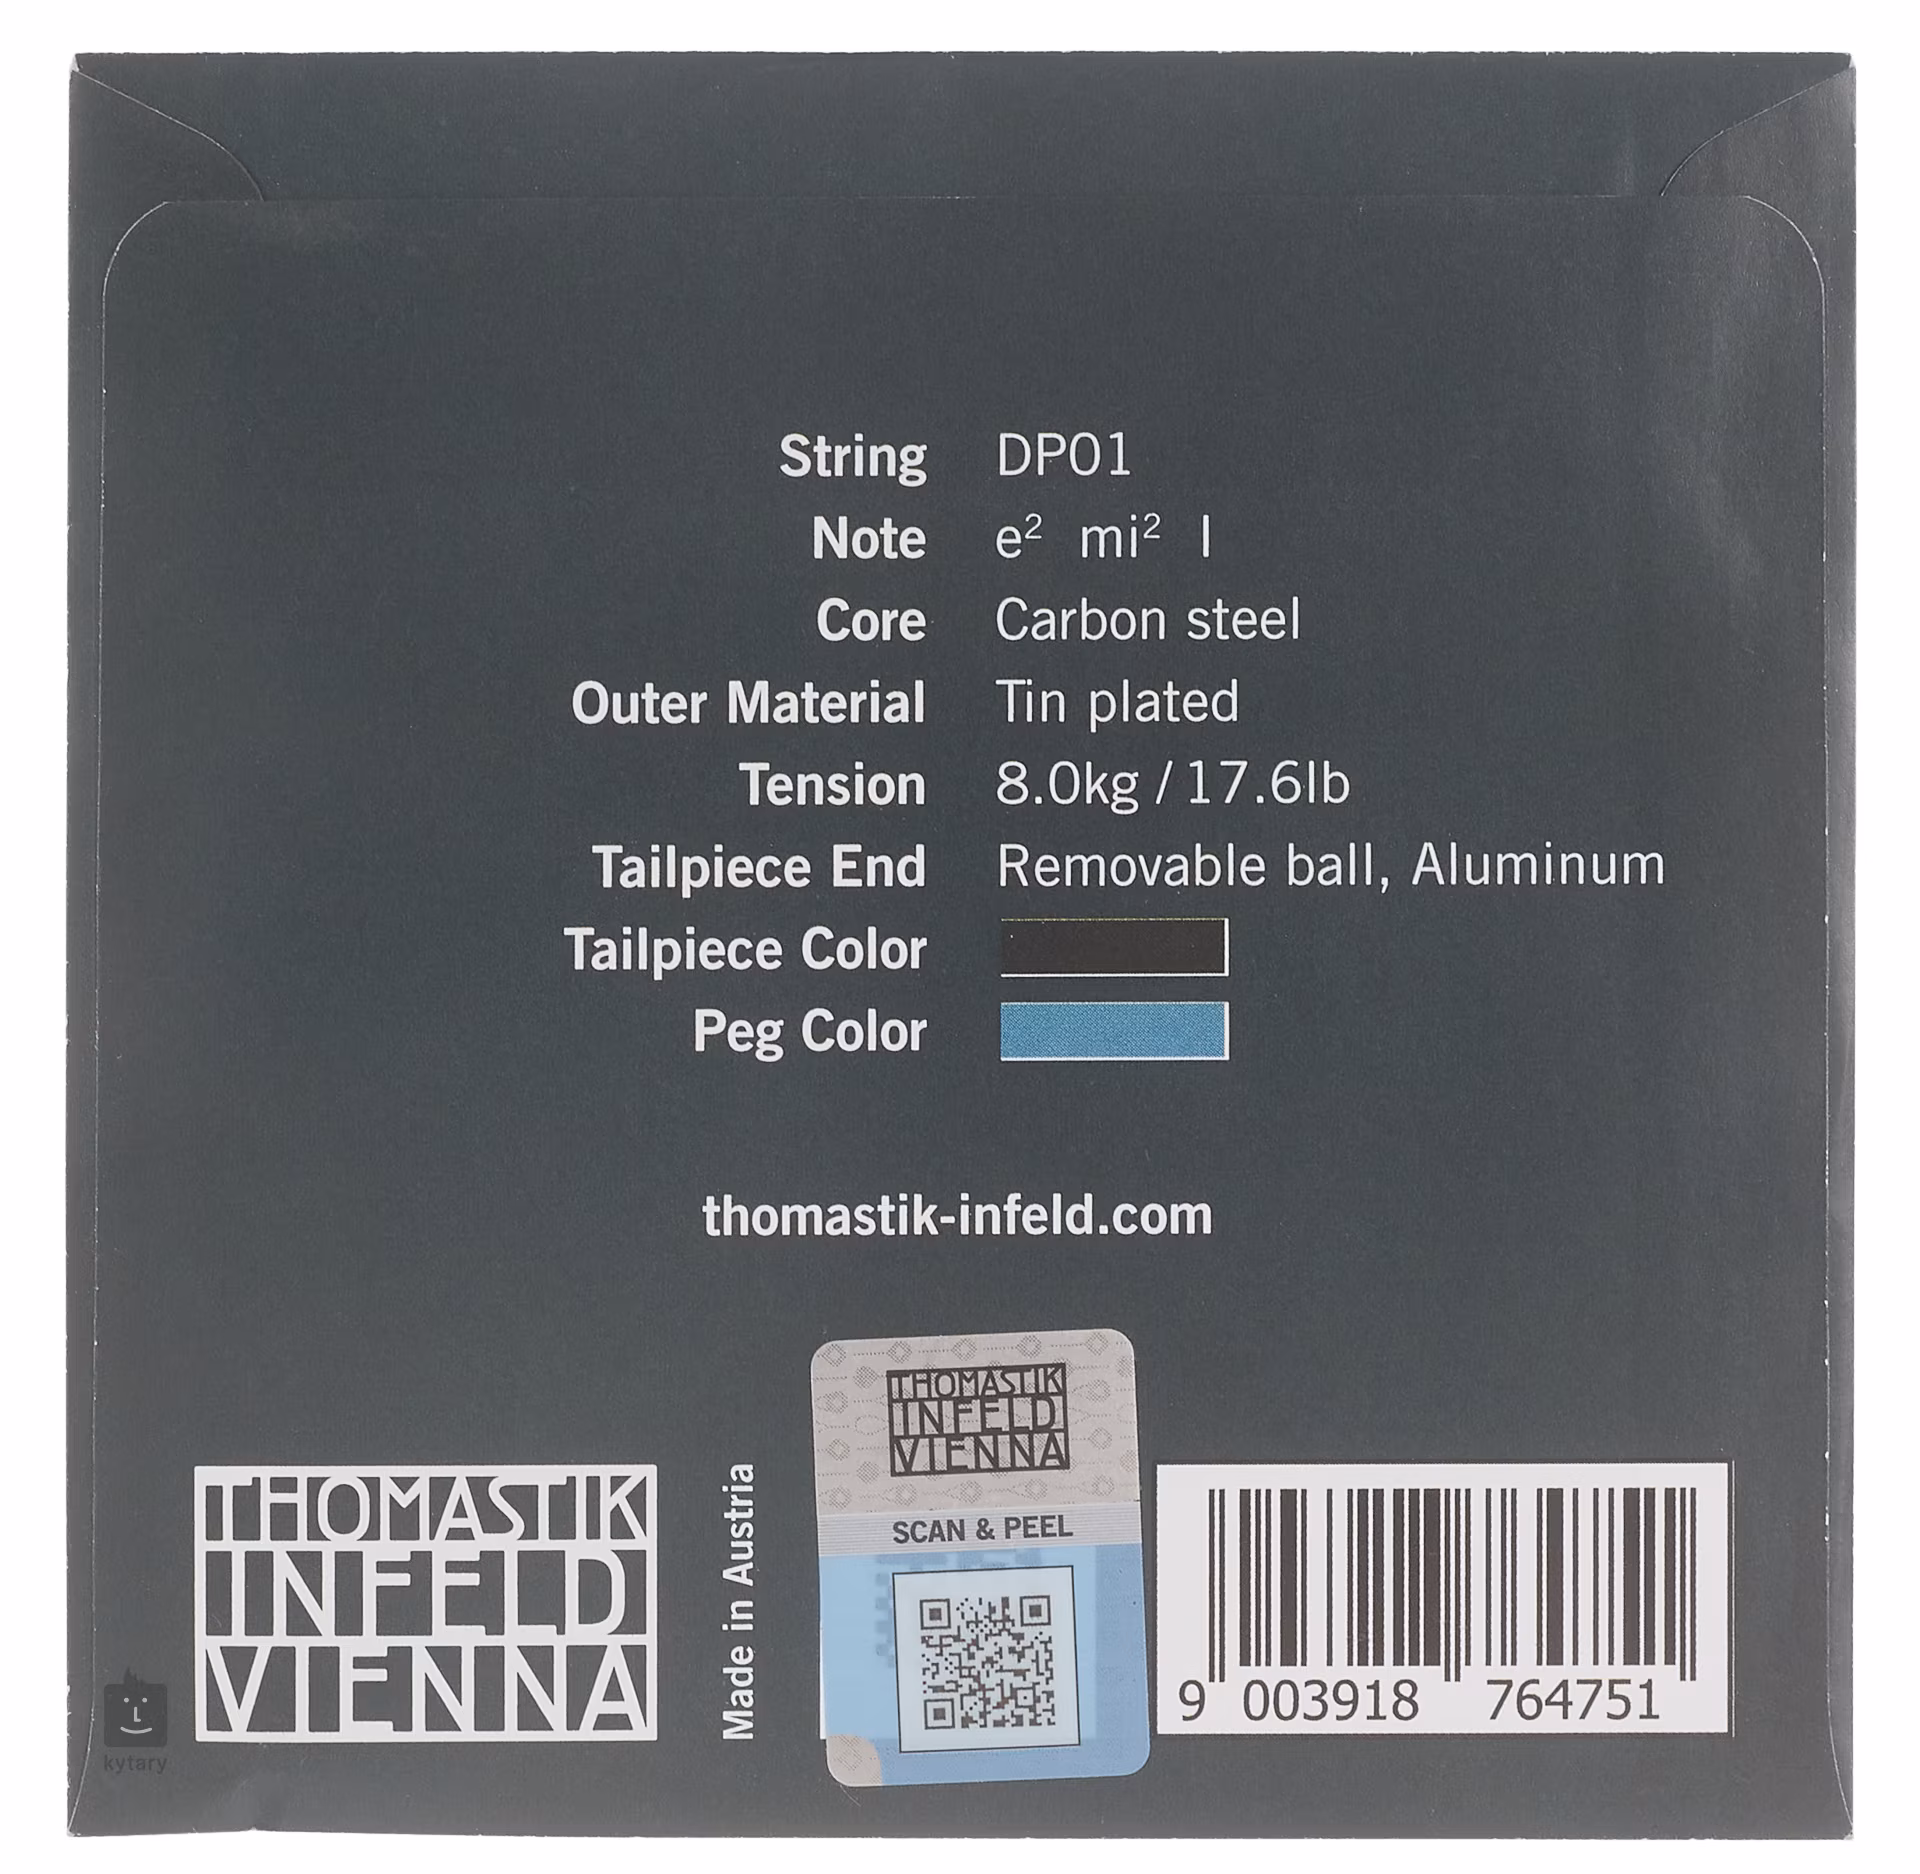 String DP01
Note e² mi² I
Core Carbon steel
Outer Material Tin plated
Tension 8.0kg / 17.6lb
Tailpiece End Removable ball, Aluminum
Tailpiece Color
Peg Color
thomastik-infeld.com
THOMASTIK
INFELD
VIENNA
Made in Austria
THOMASTIK
INFELD
VIENNA
SCAN & PEEL
9 003918 764751
kytary